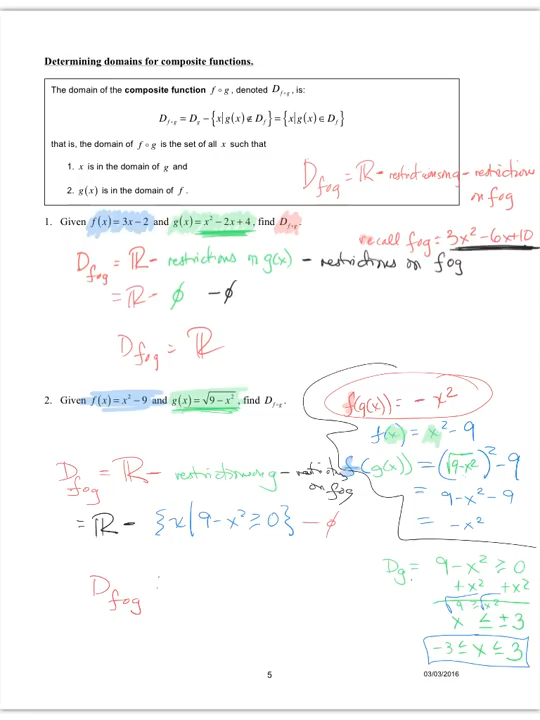 Determining domains for composite functions.
The domain of the composite function f ∘ g, denoted D_{f∘g}, is:
D_{f∘g} = D_g − {x|g(x) ∉ D_f} = {x|g(x) ∈ D_f}
that is, the domain of f ∘ g is the set of all x such that
1. x is in the domain of g and
2. g(x) is in the domain of f.
D_{fog} = ℝ − restrictions on g − restrictions on fog
1. Given f(x) = 3x − 2 and g(x) = x² − 2x + 4, find D_{f∘g}.
recall fog = 3x² − 6x + 10
D_{fog} = ℝ − restrictions on g(x) − restrictions on fog
= ℝ − ∅ − ∅
D_{fog} = ℝ
2. Given f(x) = x² − 9 and g(x) = √(9 − x²), find D_{f∘g}.
f(g(x)) = − x²
f(x) = x² − 9
D_{fog} = ℝ − restrictions on g − restrictions on fog
f(g(x)) = (√(9−x²))² − 9
= 9 − x² − 9
= −x²
= ℝ − {x|9 − x² ≥ 0} − ∅
D_g = 9 − x² ≥ 0
+x² +x²
√9 ≥ √x²
x ≤ ±3
−3 ≤ x ≤ 3
D_{fog} :
5
03/03/2016